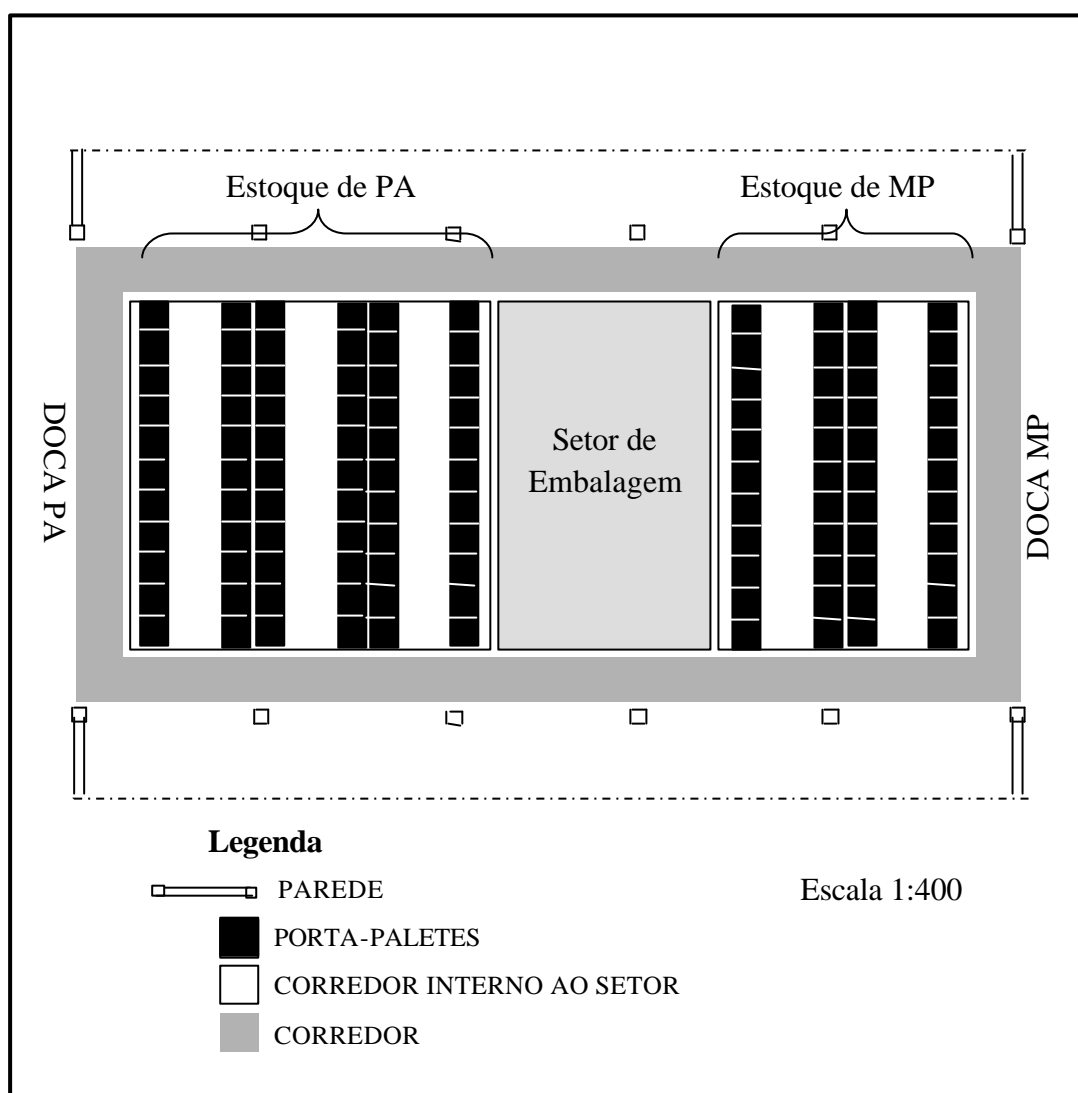 Estoque de PA
Estoque de MP
DOCA PA
Setor de
Embalagem
DOCA MP
Legenda
PAREDE
Escala 1:400
PORTA-PALETES
CORREDOR INTERNO AO SETOR
CORREDOR